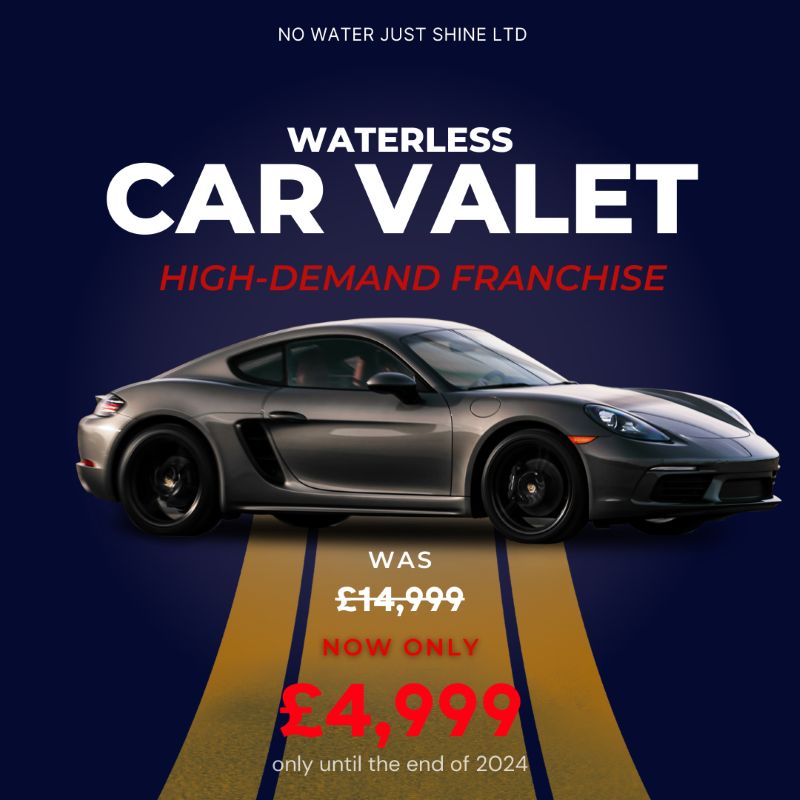 NO WATER JUST SHINE LTD
WATERLESS
CAR VALET
HIGH-DEMAND FRANCHISE
WAS
£14,999
NOW ONLY
£4,999
only until the end of 2024